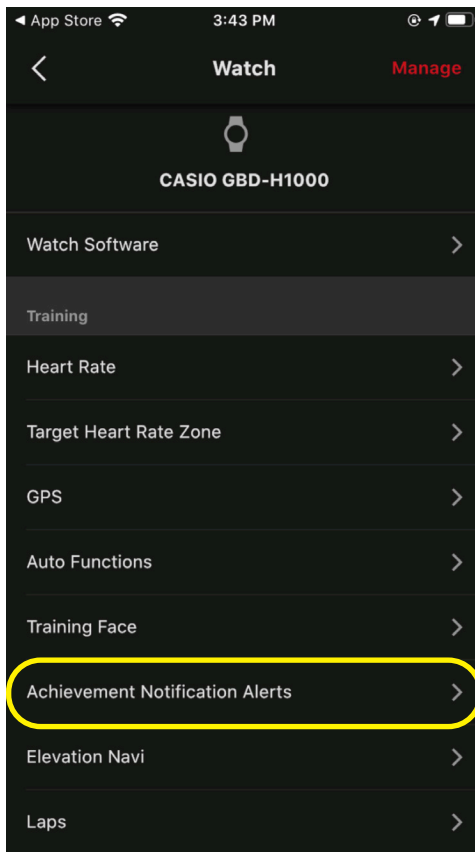 App Store
3:43 PM
Watch
Manage
CASIO GBD-H1000
Watch Software
Training
Heart Rate
Target Heart Rate Zone
GPS
Auto Functions
Training Face
Achievement Notification Alerts
Elevation Navi
Laps